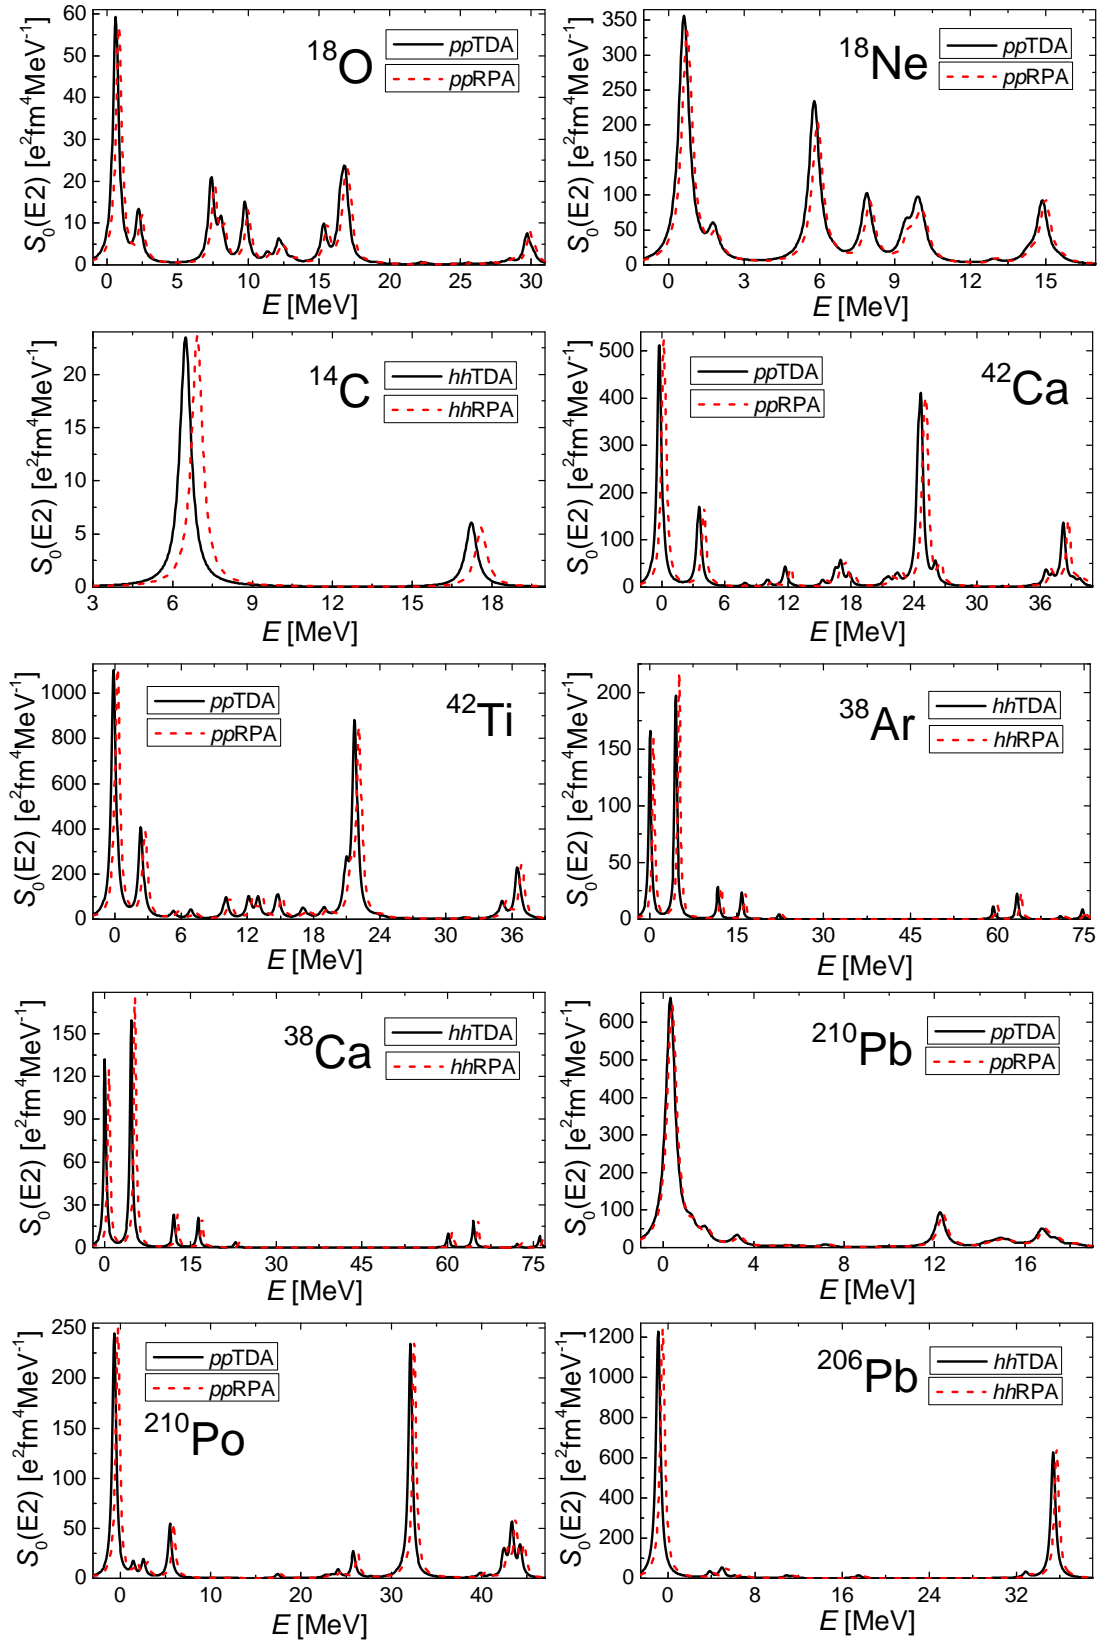 60
50
40
30
20
10
0
S₀(E2) [e²fm⁴MeV⁻¹]
¹⁸O
ppTDA
ppRPA
0 5 10 15 20 25 30
E [MeV]
350
300
250
200
150
100
50
0
S₀(E2) [e²fm⁴MeV⁻¹]
¹⁸Ne
ppTDA
ppRPA
0 3 6 9 12 15
E [MeV]
20
15
10
5
0
S₀(E2) [e²fm⁴MeV⁻¹]
¹⁴C
hhTDA
hhRPA
3 6 9 12 15 18
E [MeV]
500
400
300
200
100
0
S₀(E2) [e²fm⁴MeV⁻¹]
ppTDA
ppRPA
⁴²Ca
0 6 12 18 24 30 36
E [MeV]
1000
800
600
400
200
0
S₀(E2) [e²fm⁴MeV⁻¹]
ppTDA
ppRPA
⁴²Ti
0 6 12 18 24 30 36
E [MeV]
200
150
100
50
0
S₀(E2) [e²fm⁴MeV⁻¹]
³⁸Ar
hhTDA
hhRPA
0 15 30 45 60 75
E [MeV]
150
120
90
60
30
0
S₀(E2) [e²fm⁴MeV⁻¹]
³⁸Ca
hhTDA
hhRPA
0 15 30 45 60 75
E [MeV]
600
500
400
300
200
100
0
S₀(E2) [e²fm⁴MeV⁻¹]
²¹⁰Pb
ppTDA
ppRPA
0 4 8 12 16
E [MeV]
250
200
150
100
50
0
S₀(E2) [e²fm⁴MeV⁻¹]
ppTDA
ppRPA
²¹⁰Po
0 10 20 30 40
E [MeV]
1200
1000
800
600
400
200
0
S₀(E2) [e²fm⁴MeV⁻¹]
²⁰⁶Pb
hhTDA
hhRPA
0 8 16 24 32
E [MeV]